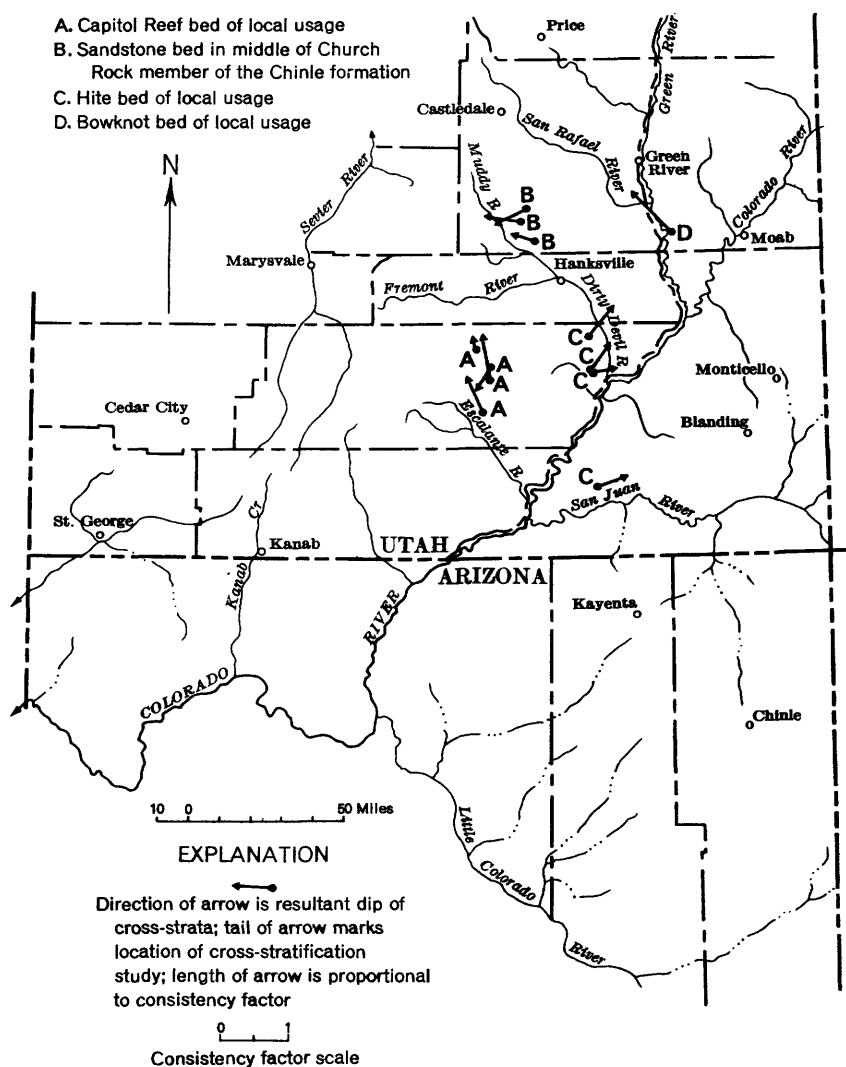 A. Capitol Reef bed of local usage
B. Sandstone bed in middle of Church
Rock member of the Chinle formation
C. Hite bed of local usage
D. Bowknot bed of local usage
Price
Green River
Castledale
San Rafael River
Green River
Colorado River
Muddy R
N
Sevier River
B
B
B
D
Moab
Marysvale
Hanksville
Fremont River
Dirty Devil R
C
C
C
A
A
A
A
Monticello
Cedar City
Escalante R
Blanding
C
San Juan River
St. George
Kanab Cr
Kanab
UTAH
ARIZONA
Kayenta
COLORADO RIVER
Chinle
10 0 50 Miles
Little Colorado River
EXPLANATION
Direction of arrow is resultant dip of
cross-strata; tail of arrow marks
location of cross-stratification
study; length of arrow is proportional
to consistency factor
0 1
Consistency factor scale